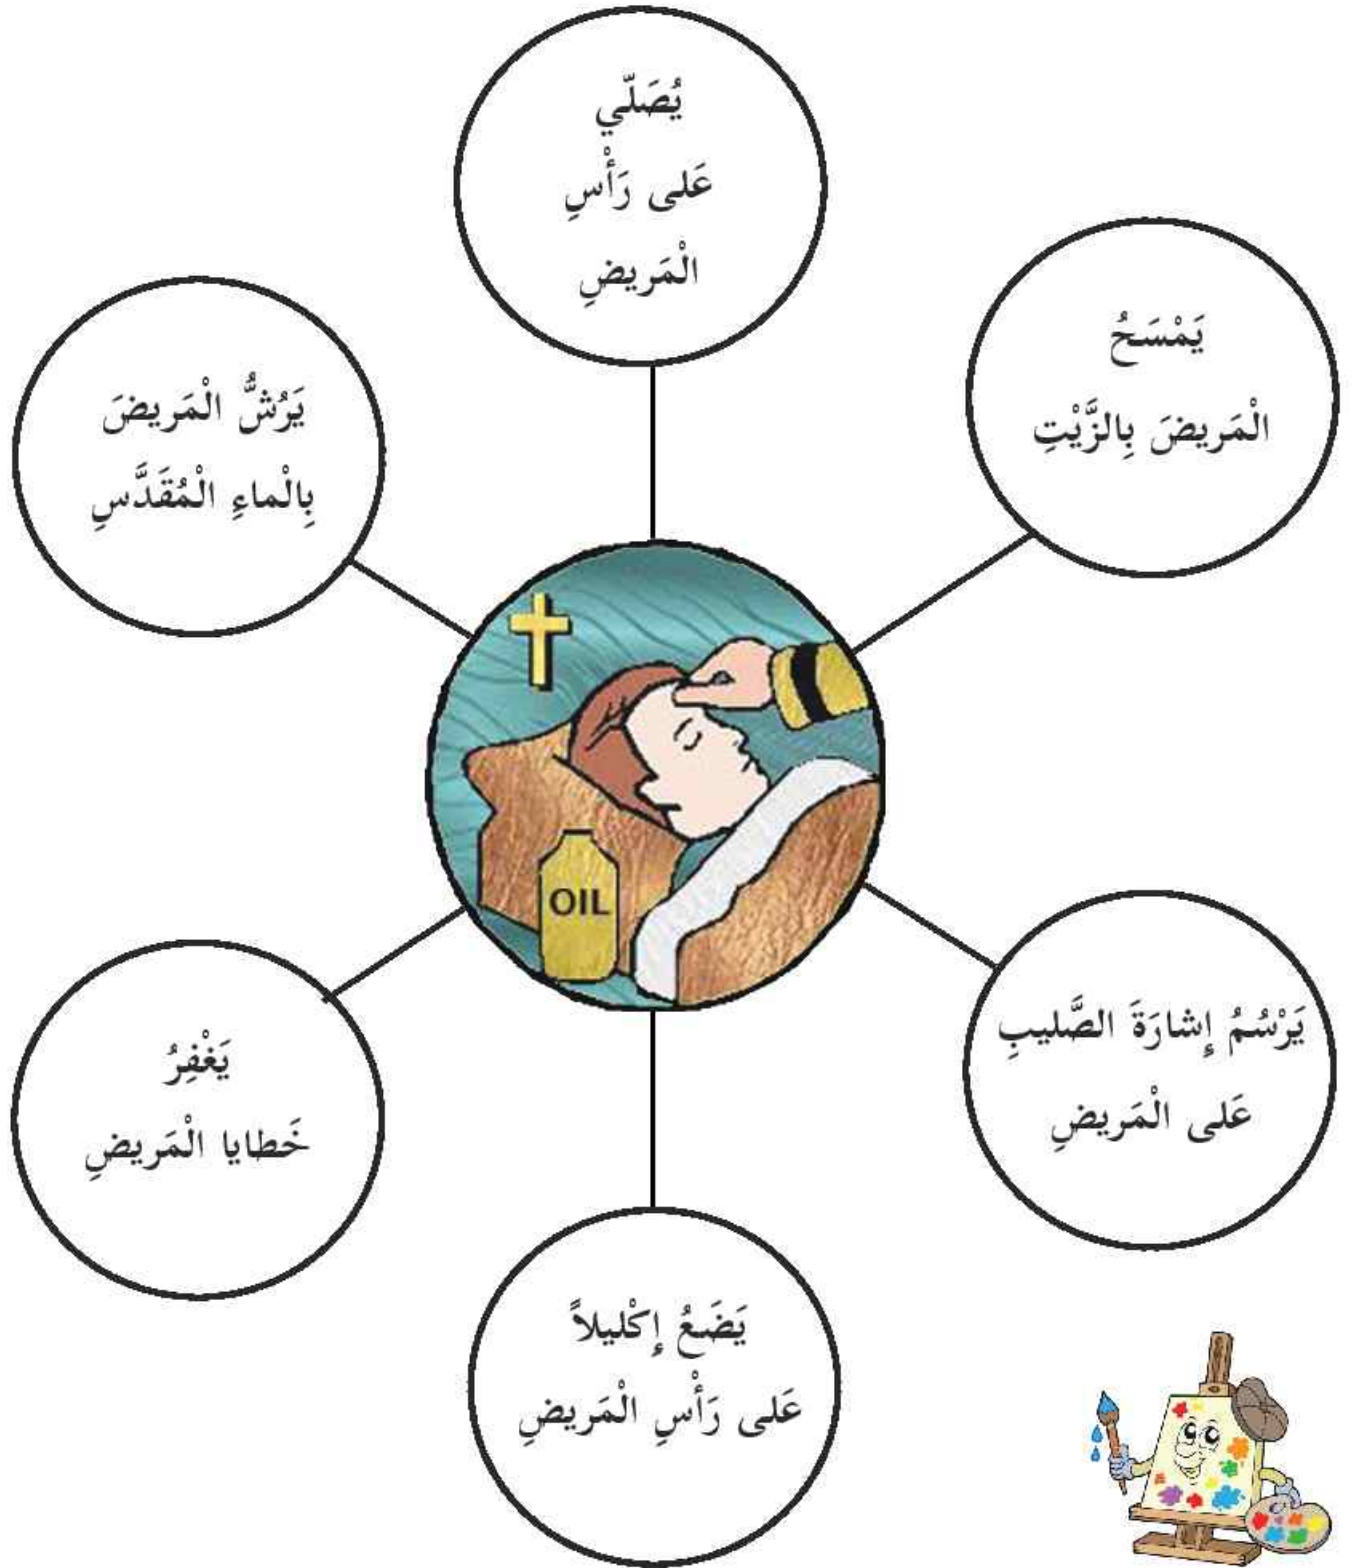 يُصَلّي
عَلى رَأْسِ
الْمَريضِ
يَمْسَحُ
الْمَريضَ بِالزَّيْتِ
يَرُشُّ الْمَريضَ
بِالْماءِ الْمُقَدَّسِ
OIL
يَرْسُمُ إِشارَةَ الصَّليبِ
عَلى الْمَريضِ
يَغْفِرُ
خَطايا الْمَريضِ
يَضَعُ إِكْليلاً
عَلى رَأْسِ الْمَريضِ